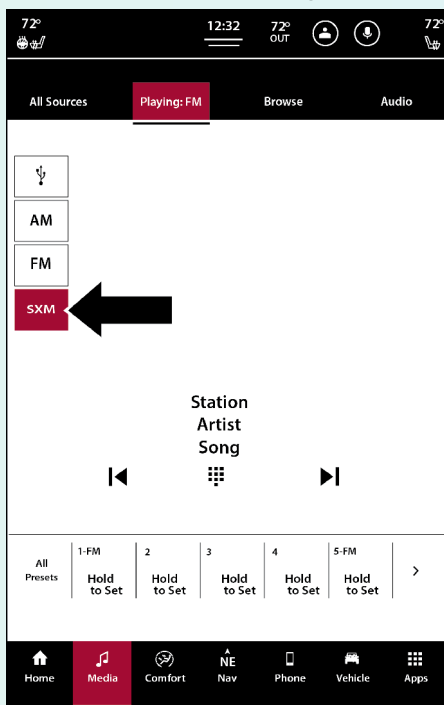 72° 12:32 72° 72°
OUT
All Sources Playing: FM Browse Audio
AM
FM
SXM
Station
Artist
Song
All Presets
1-FM Hold to Set
2 Hold to Set
3 Hold to Set
4 Hold to Set
5-FM Hold to Set
NE
Home Media Comfort Nav Phone Vehicle Apps